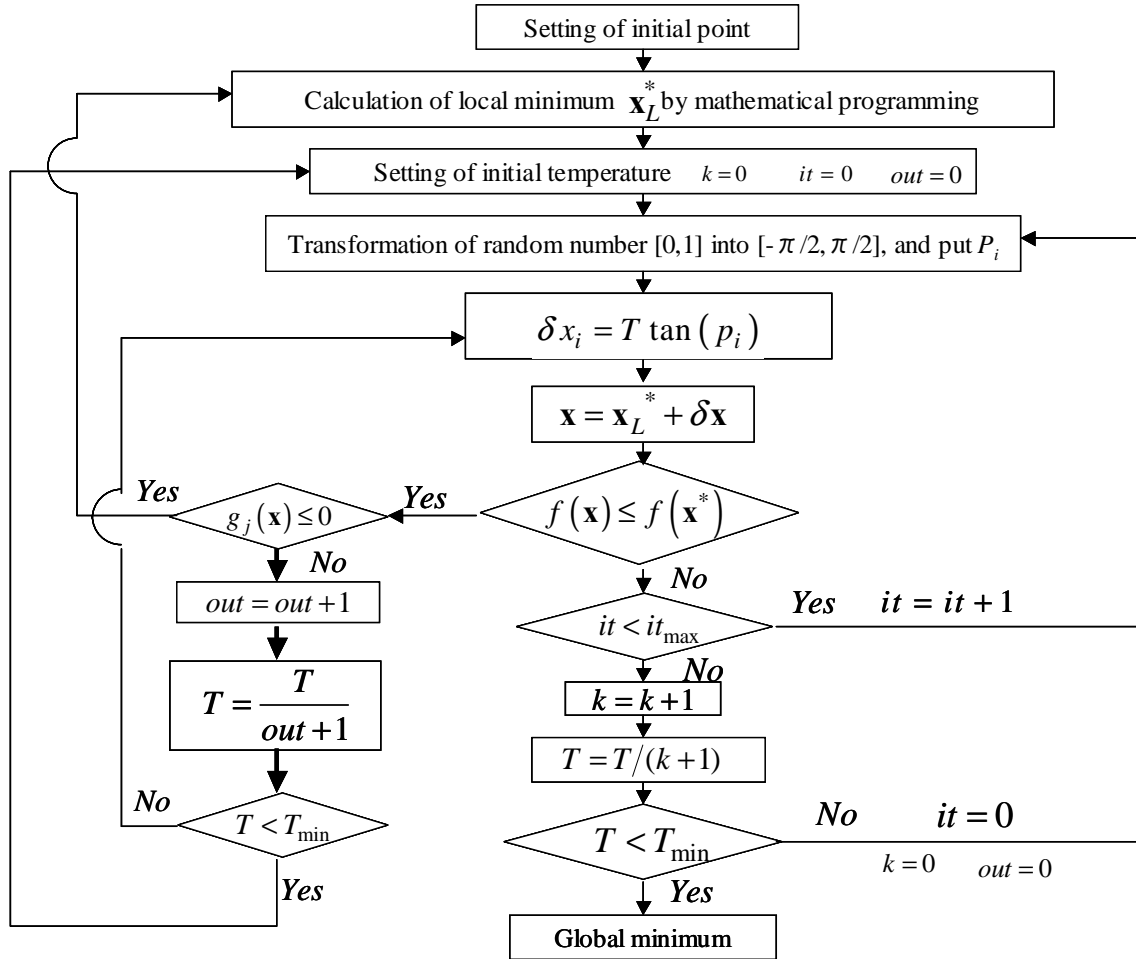 Setting of initial point
Calculation of local minimum x_L^* by mathematical programming
Setting of initial temperature k = 0 it = 0 out = 0
Transformation of random number [0,1] into [-π/2, π/2], and put P_i
δx_i = T tan ( p_i )
x = x_L^* + δx
f(x) ≤ f(x^*)
Yes
g_j(x) ≤ 0
Yes
No
out = out + 1
T = T / (out + 1)
T < T_min
No
Yes
No
it < it_max
Yes it = it + 1
No
k = k + 1
T = T/(k + 1)
T < T_min
No it = 0
k = 0 out = 0
Yes
Global minimum